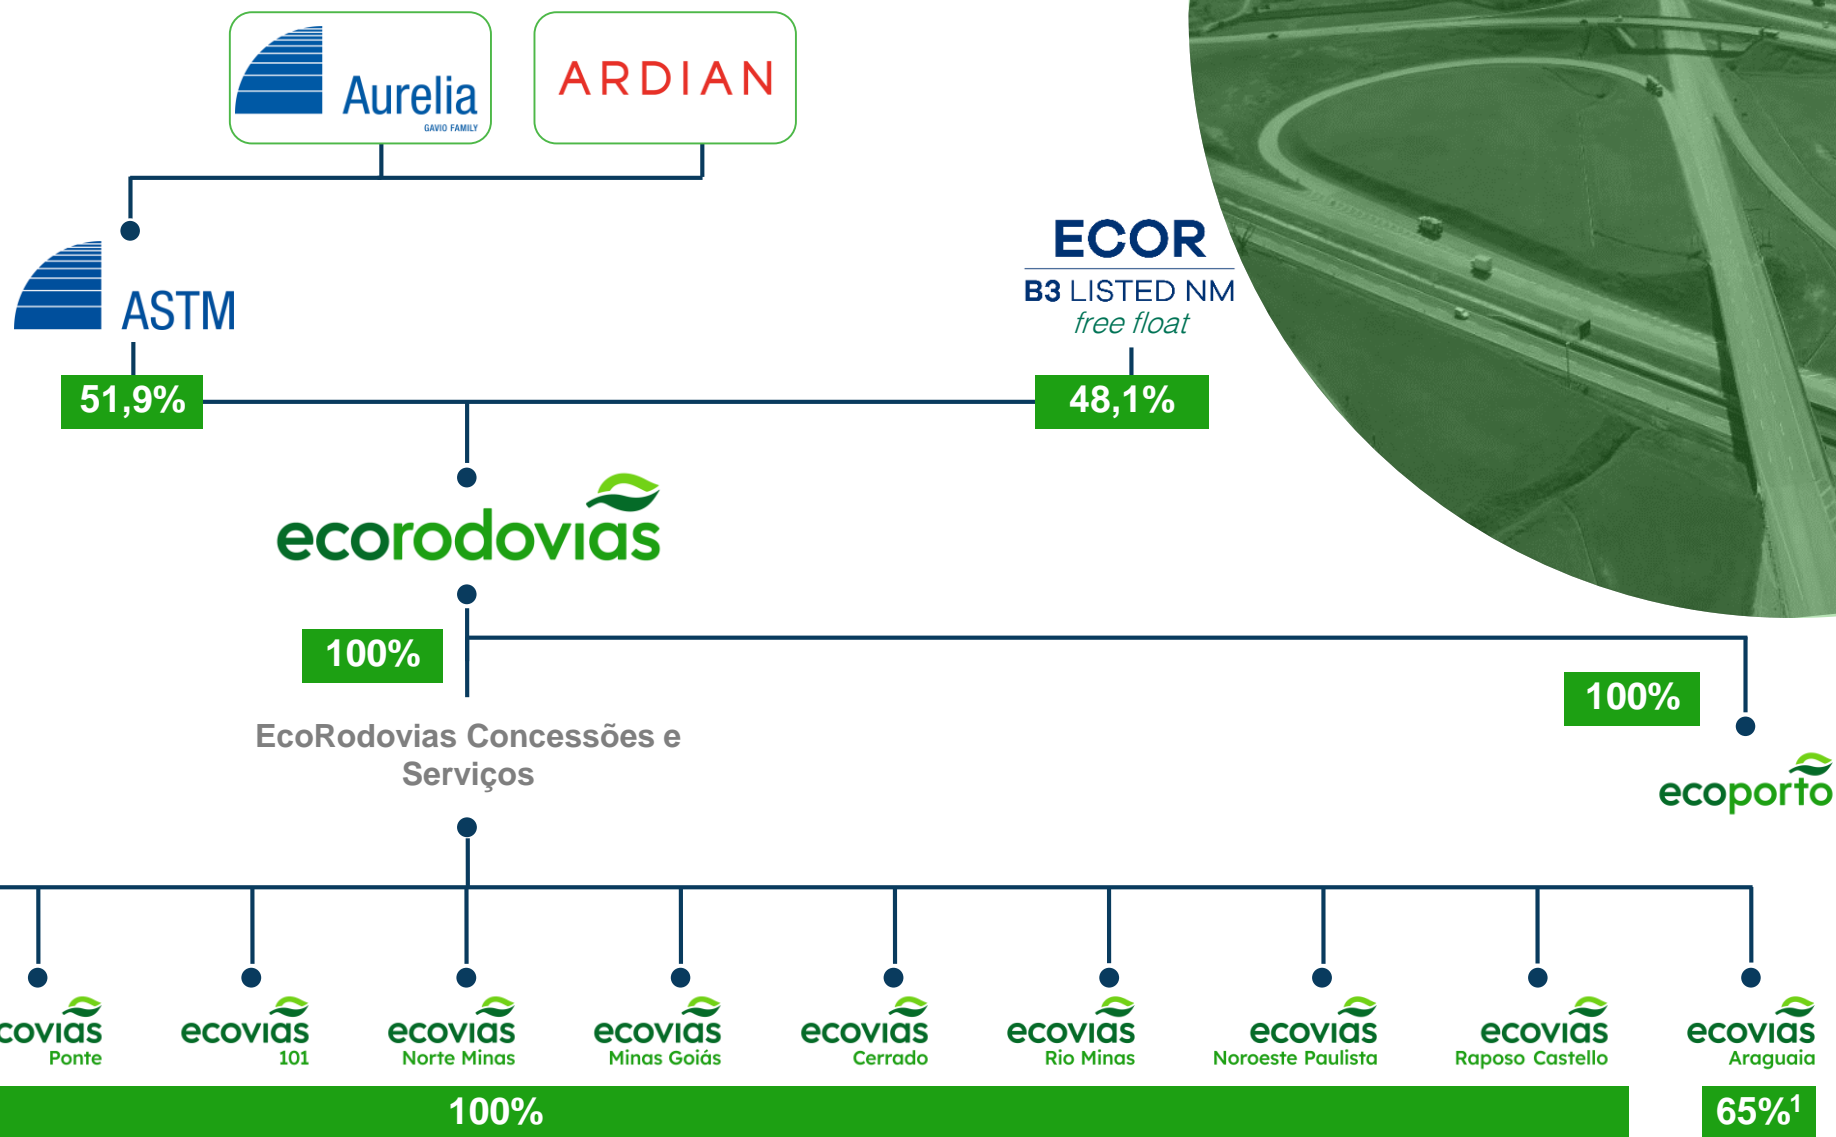 Aurelia
GAVIO FAMILY
ARDIAN
ASTM
ECOR
B3 LISTED NM
free float
51,9%
48,1%
ecorodovias
100%
100%
EcoRodovias Concessões e
Serviços
ecoporto
covias
Ponte
ecovias
101
ecovias
Norte Minas
ecovias
Minas Goiás
ecovias
Cerrado
ecovias
Rio Minas
ecovias
Noroeste Paulista
ecovias
Raposo Castello
ecovias
Araguaia
100%
65%¹